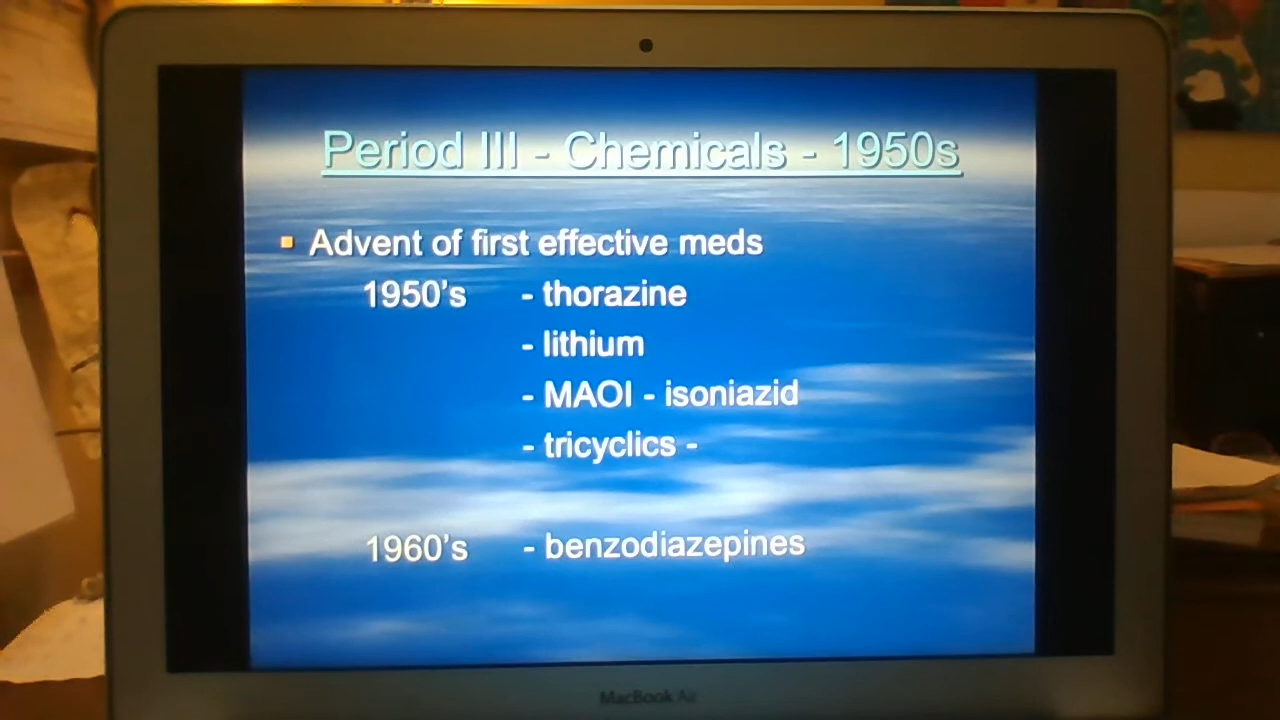 Period III - Chemicals - 1950s
Advent of first effective meds
1950's - thorazine
- lithium
- MAOI - isoniazid
- tricyclics -
1960's - benzodiazepines
MacBook Air